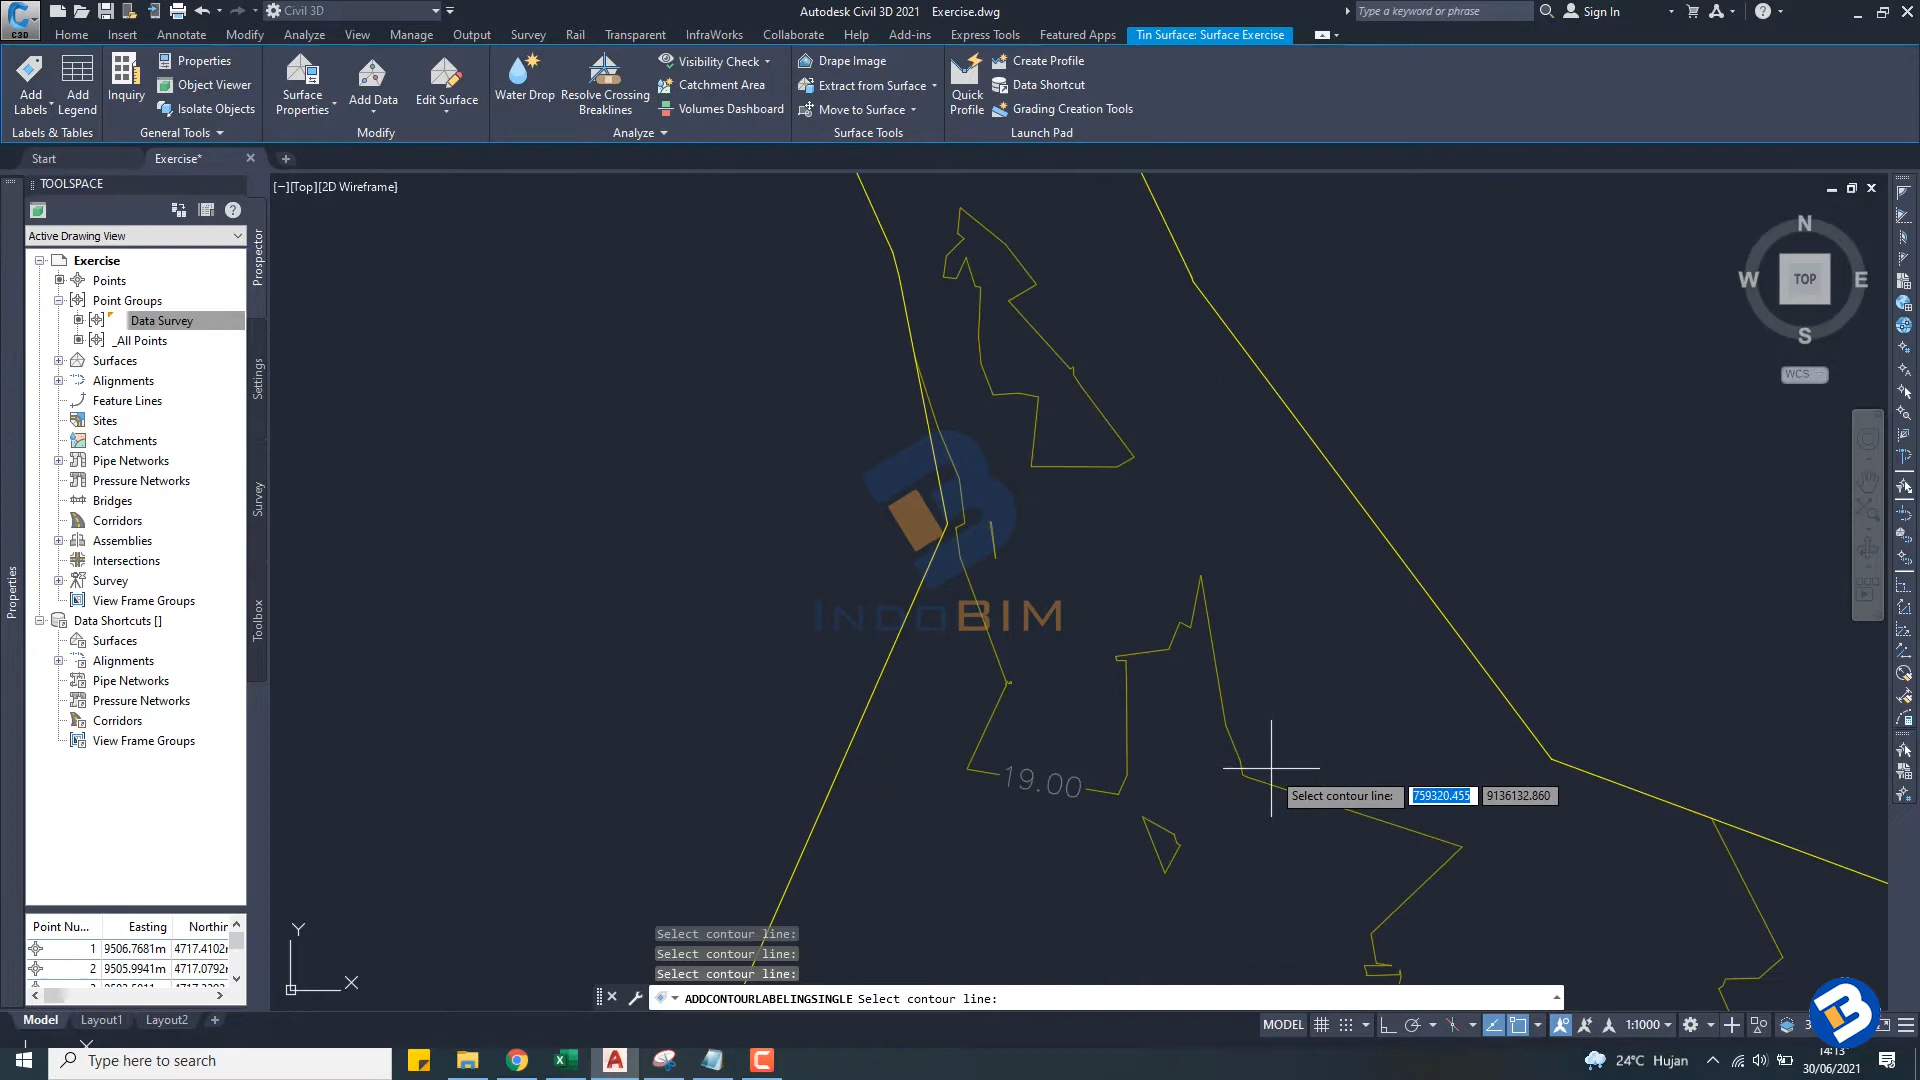 C3D
Civil 3D
Autodesk Civil 3D 2021 Exercise.dwg
Type a keyword or phrase
Sign In
Home Insert Annotate Modify Analyze View Manage Output Survey Rail Transparent InfraWorks Collaborate Help Add-ins Express Tools Featured Apps Tin Surface: Surface Exercise
Add Labels
Add Legend
Labels & Tables
Inquiry
Properties
Object Viewer
Isolate Objects
General Tools
Surface Properties
Add Data
Edit Surface
Modify
Water Drop
Resolve Crossing Breaklines
Visibility Check
Catchment Area
Volumes Dashboard
Analyze
Drape Image
Extract from Surface
Move to Surface
Surface Tools
Quick Profile
Create Profile
Data Shortcut
Grading Creation Tools
Launch Pad
Start
Exercise*
TOOLSPACE
Active Drawing View
Exercise
Points
Point Groups
Data Survey
_All Points
Surfaces
Alignments
Feature Lines
Sites
Catchments
Pipe Networks
Pressure Networks
Bridges
Corridors
Assemblies
Intersections
Survey
View Frame Groups
Data Shortcuts []
Surfaces
Alignments
Pipe Networks
Pressure Networks
Corridors
View Frame Groups
Properties
Prospector
Settings
Survey
Toolbox
Point Nu... Easting Northin
1 9506.7681m 4717.4102
2 9505.9941m 4717.0792
[−][Top][2D Wireframe]
N
W TOP E
S
WCS
INDOBIM
19.00
Select contour line: 759320.455 9136132.860
Y
X
Select contour line:
Select contour line:
Select contour line:
ADDCONTOURLABELINGSINGLE Select contour line:
Model Layout1 Layout2
MODEL
1:1000
Type here to search
24°C Hujan
14:13
30/06/2021